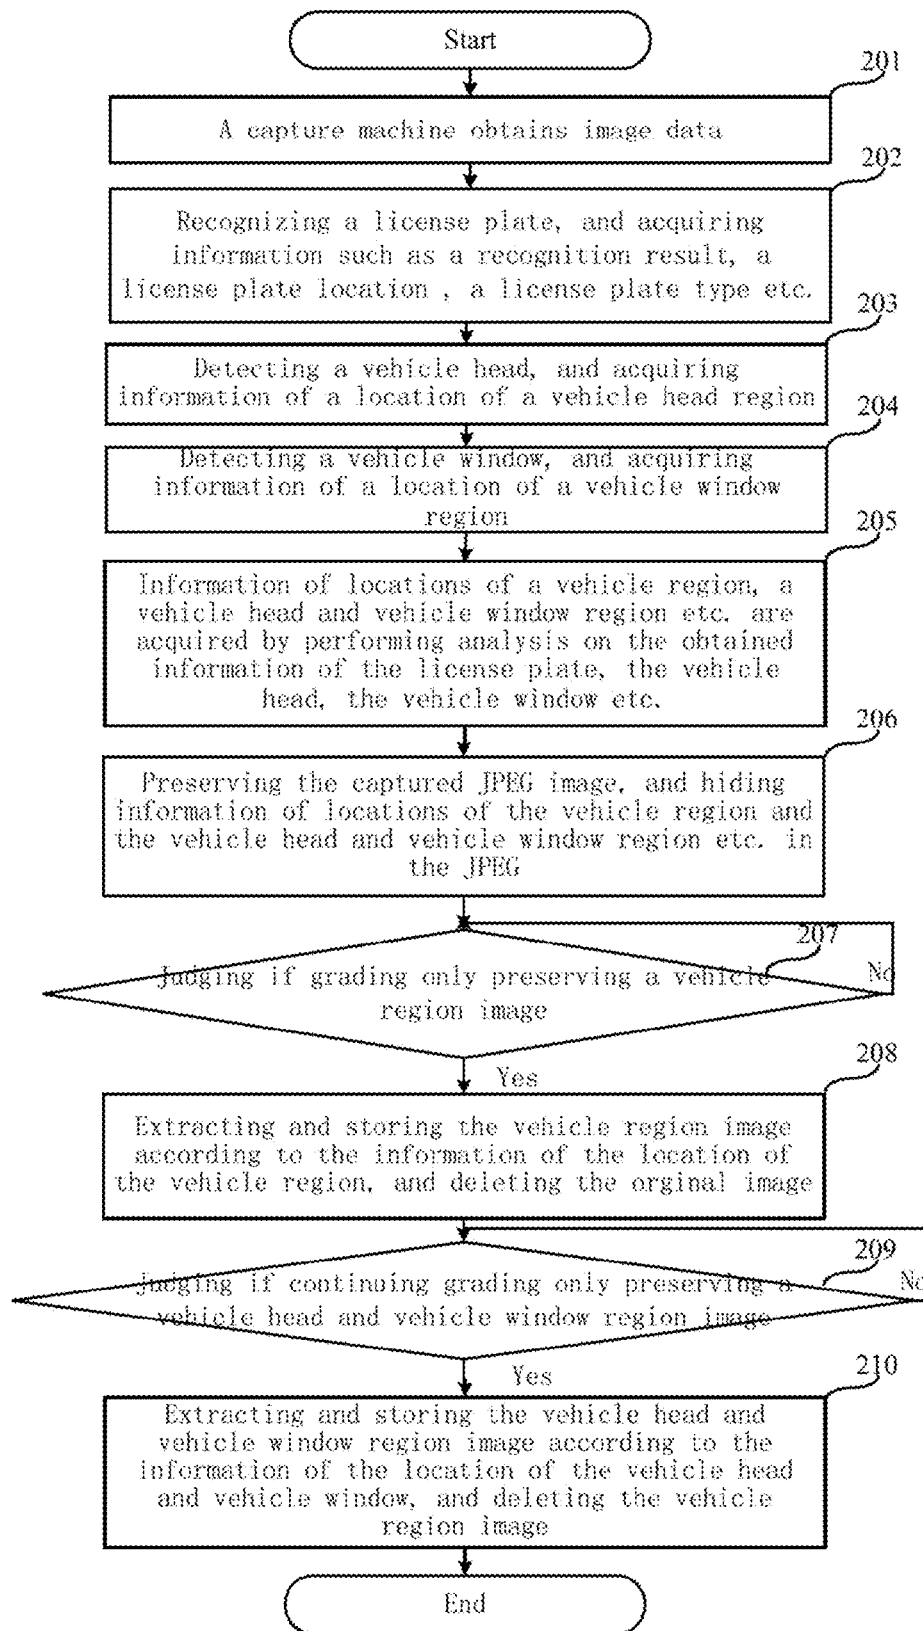 Start
201
A capture machine obtains image data
202
Recognizing a license plate, and acquiring
information such as a recognition result, a
license plate location , a license plate type etc.
203
Detecting a vehicle head, and acquiring
information of a location of a vehicle head region
204
Detecting a vehicle window, and acquiring
information of a location of a vehicle window
region
205
Information of locations of a vehicle region, a
vehicle head and vehicle window region etc. are
acquired by performing analysis on the obtained
information of the license plate, the vehicle
head, the vehicle window etc.
206
Preserving the captured JPEG image, and hiding
information of locations of the vehicle region and
the vehicle head and vehicle window region etc. in
the JPEG
207
Judging if grading only preserving a vehicle
region image
No
Yes
208
Extracting and storing the vehicle region image
according to the information of the location of
the vehicle region, and deleting the orginal image
209
Judging if continuing grading only preserving a
vehicle head and vehicle window region image
No
Yes
210
Extracting and storing the vehicle head and
vehicle window region image according to the
information of the location of the vehicle head
and vehicle window, and deleting the vehicle
region image
End